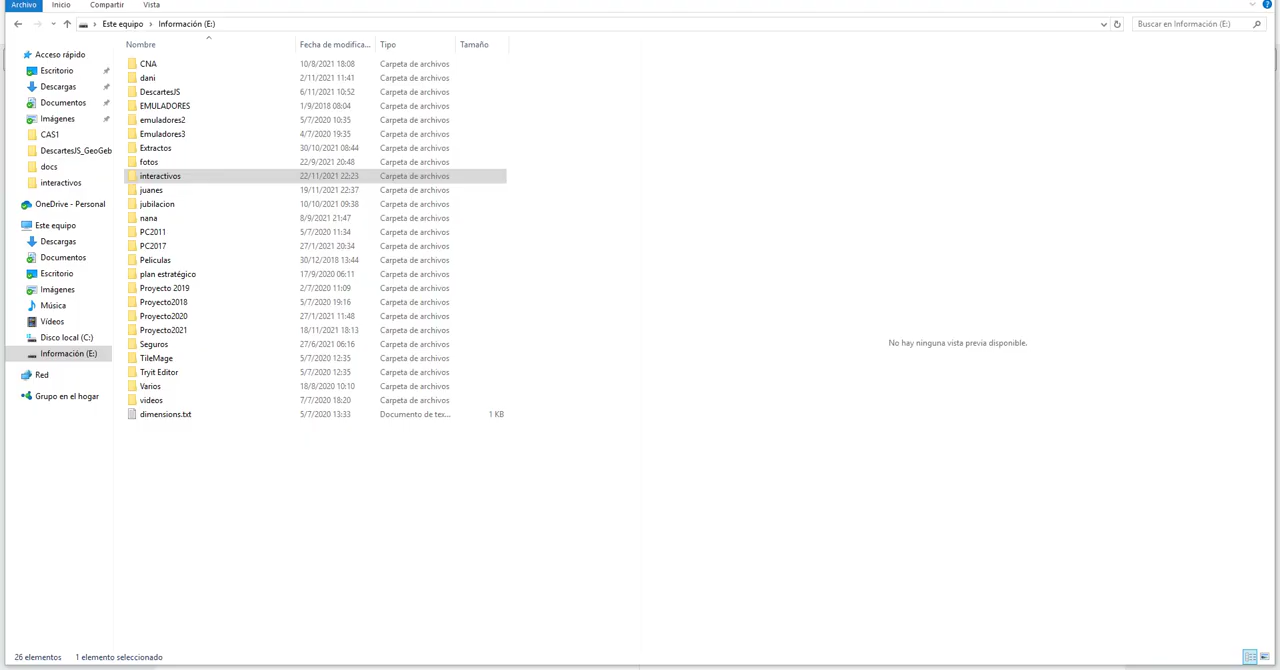 Archivo Inicio Compartir Vista
Este equipo > Información (E:) Buscar en Información (E:)
Nombre Fecha de modifica... Tipo Tamaño
Acceso rápido
Escritorio
Descargas
Documentos
Imágenes
CAS1
DescartesJS_GeoGeb
docs
interactivos
OneDrive - Personal
Este equipo
Descargas
Documentos
Escritorio
Imágenes
Música
Vídeos
Disco local (C:)
Información (E:)
Red
Grupo en el hogar
CNA 10/8/2021 18:08 Carpeta de archivos
dani 2/11/2021 11:41 Carpeta de archivos
DescartesJS 6/11/2021 10:52 Carpeta de archivos
EMULADORES 1/9/2018 08:04 Carpeta de archivos
emuladores2 5/7/2020 10:35 Carpeta de archivos
Emuladores3 4/7/2020 19:35 Carpeta de archivos
Extractos 30/10/2021 08:44 Carpeta de archivos
fotos 22/9/2021 20:48 Carpeta de archivos
interactivos 22/11/2021 22:23 Carpeta de archivos
juanes 19/11/2021 22:37 Carpeta de archivos
jubilacion 10/10/2021 09:38 Carpeta de archivos
nana 8/9/2021 21:47 Carpeta de archivos
PC2011 5/7/2020 11:34 Carpeta de archivos
PC2017 27/1/2021 20:34 Carpeta de archivos
Peliculas 30/12/2018 13:44 Carpeta de archivos
plan estratégico 17/9/2020 06:11 Carpeta de archivos
Proyecto 2019 2/7/2020 11:09 Carpeta de archivos
Proyecto2018 5/7/2020 19:16 Carpeta de archivos
Proyecto2020 27/1/2021 11:48 Carpeta de archivos
Proyecto2021 18/11/2021 18:13 Carpeta de archivos
Seguros 27/6/2021 06:16 Carpeta de archivos
TileMage 5/7/2020 12:35 Carpeta de archivos
Tryit Editor 5/7/2020 12:35 Carpeta de archivos
Varios 18/8/2020 10:10 Carpeta de archivos
videos 7/7/2020 18:20 Carpeta de archivos
dimensions.txt 5/7/2020 13:33 Documento de tex... 1 KB
No hay ninguna vista previa disponible.
26 elementos 1 elemento seleccionado